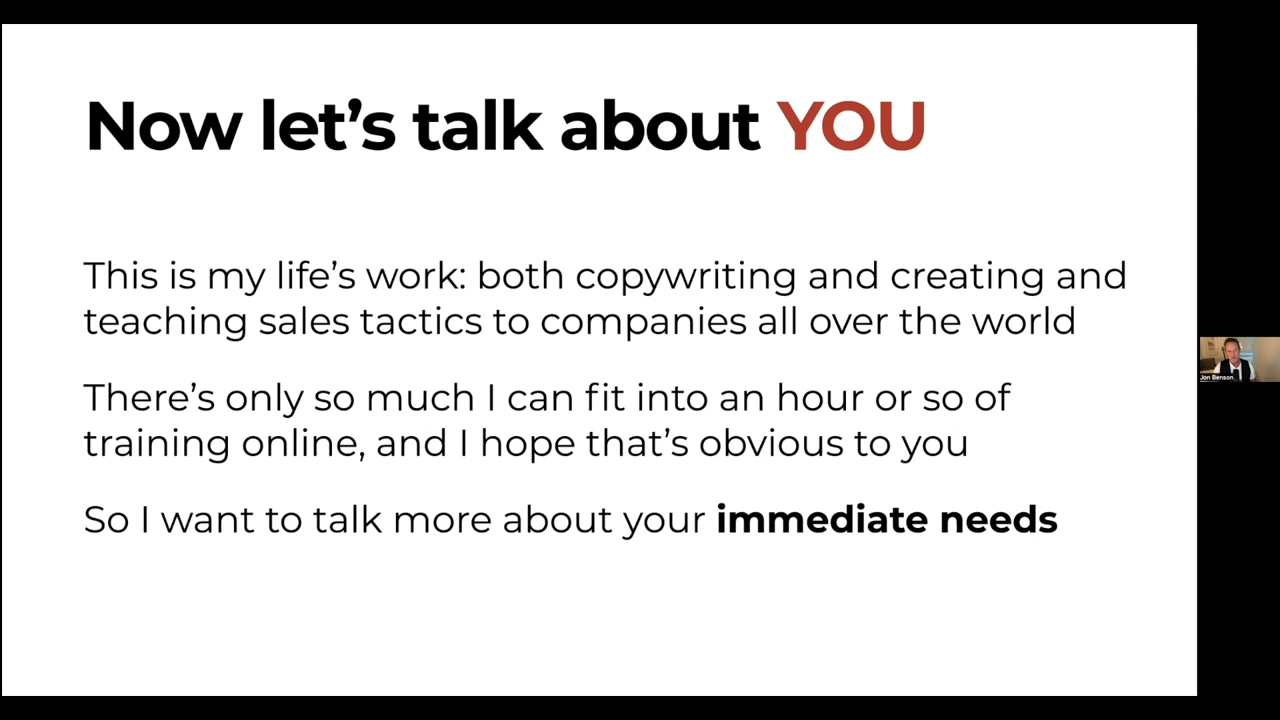 Now let’s talk about YOU
This is my life’s work: both copywriting and creating and
teaching sales tactics to companies all over the world
There’s only so much I can fit into an hour or so of
training online, and I hope that’s obvious to you
So I want to talk more about your immediate needs
Jon Benson